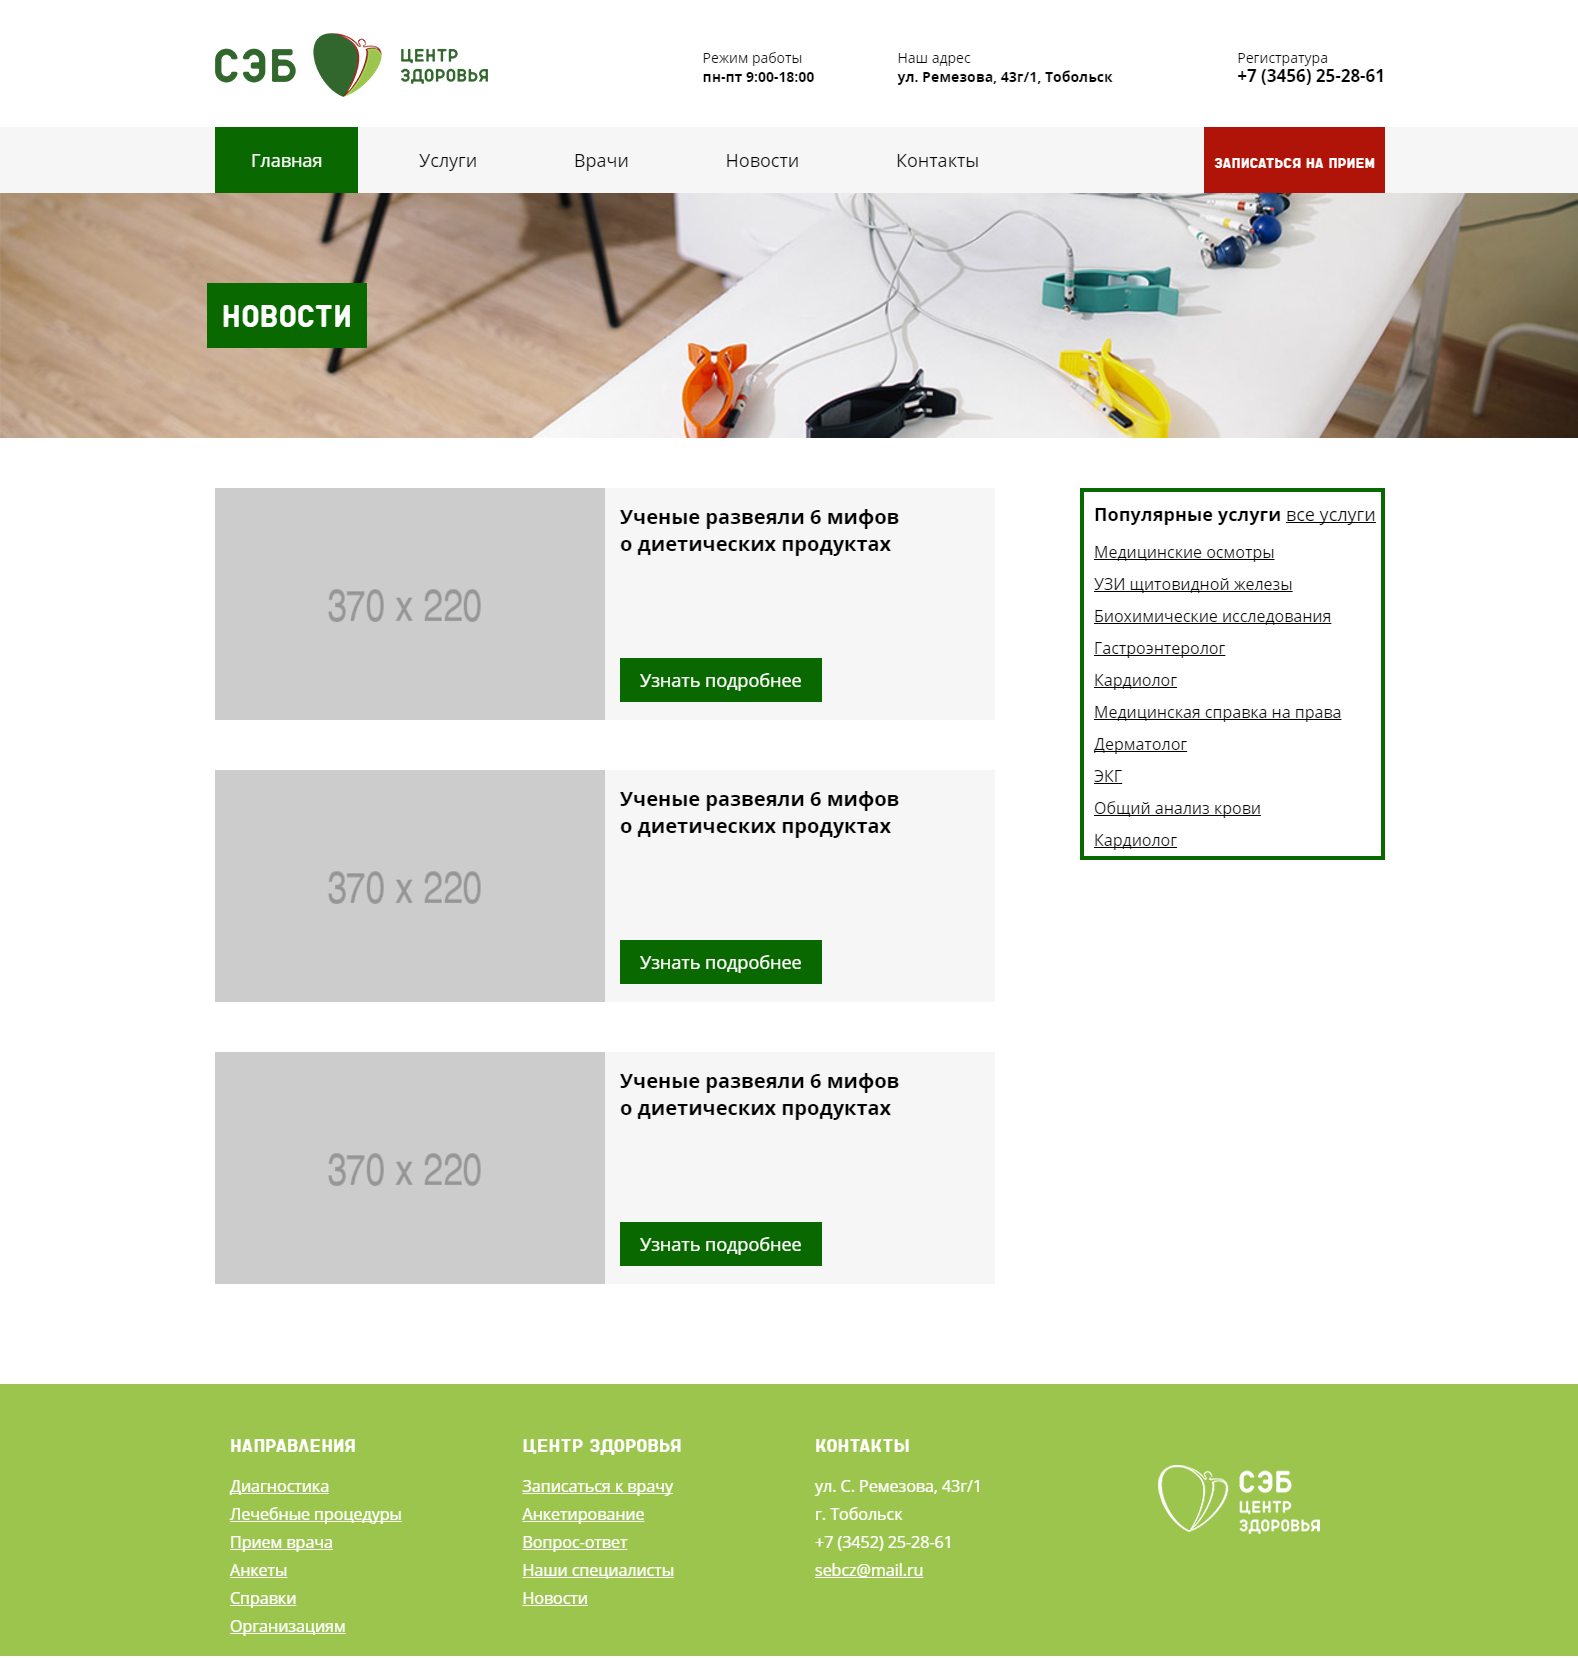 СЭБ
ЦЕНТР
ЗДОРОВЬЯ
Режим работы
пн-пт 9:00-18:00
Наш адрес
ул. Ремезова, 43г/1, Тобольск
Регистратура
+7 (3456) 25-28-61
Главная
Услуги
Врачи
Новости
Контакты
ЗАПИСАТЬСЯ НА ПРИЕМ
НОВОСТИ
370 x 220
Ученые развеяли 6 мифов
о диетических продуктах
Узнать подробнее
370 x 220
Ученые развеяли 6 мифов
о диетических продуктах
Узнать подробнее
370 x 220
Ученые развеяли 6 мифов
о диетических продуктах
Узнать подробнее
Популярные услуги все услуги
Медицинские осмотры
УЗИ щитовидной железы
Биохимические исследования
Гастроэнтеролог
Кардиолог
Медицинская справка на права
Дерматолог
ЭКГ
Общий анализ крови
Кардиолог
НАПРАВЛЕНИЯ
Диагностика
Лечебные процедуры
Прием врача
Анкеты
Справки
Организациям
ЦЕНТР ЗДОРОВЬЯ
Записаться к врачу
Анкетирование
Вопрос-ответ
Наши специалисты
Новости
КОНТАКТЫ
ул. С. Ремезова, 43г/1
г. Тобольск
+7 (3452) 25-28-61
sebcz@mail.ru
СЭБ
ЦЕНТР
ЗДОРОВЬЯ